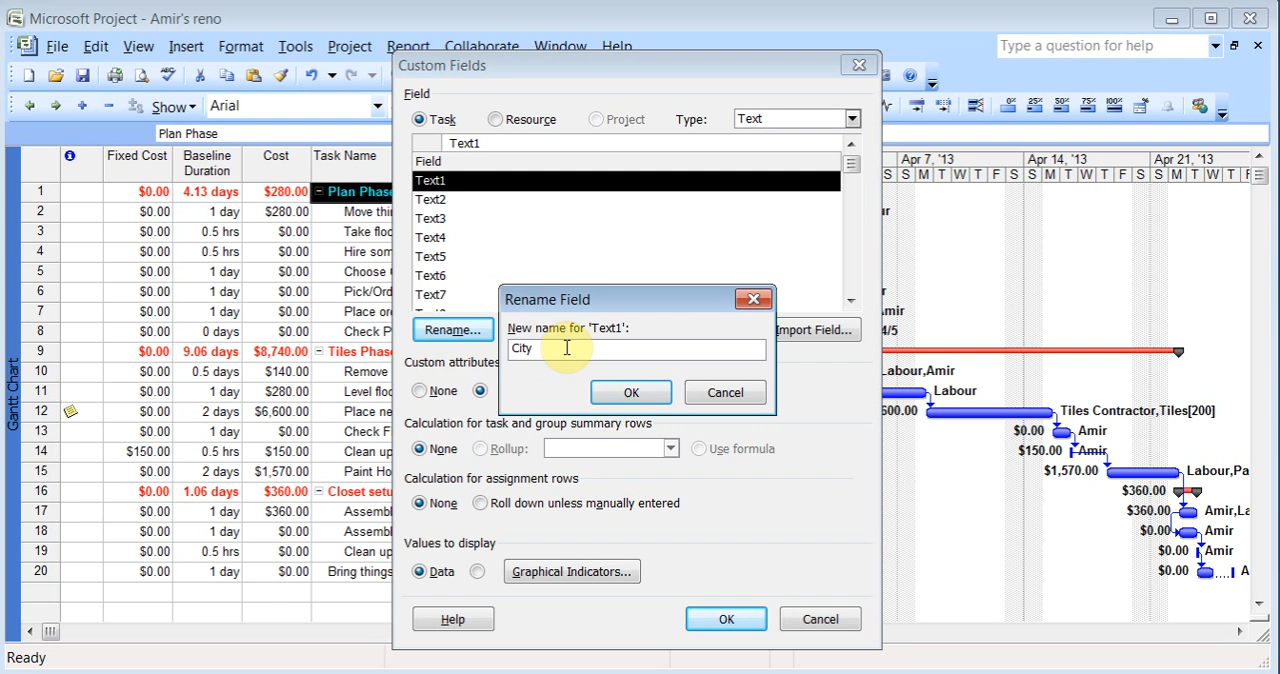 Microsoft Project - Amir's reno
File Edit View Insert Format Tools Project Report Collaborate Window Help
Type a question for help
Show Arial
0% 25% 50% 75% 100%
Plan Phase
Fixed Cost Baseline Duration Cost Task Name
1 $0.00 4.13 days $280.00 Plan Phase
2 $0.00 1 day $280.00 Move thi
3 $0.00 0.5 hrs $0.00 Take floo
4 $0.00 0.5 hrs $0.00 Hire som
5 $0.00 1 day $0.00 Choose
6 $0.00 1 day $0.00 Pick/Ord
7 $0.00 1 day $0.00 Place ore
8 $0.00 0 days $0.00 Check P
9 $0.00 9.06 days $8,740.00 Tiles Phase
10 $0.00 0.5 days $140.00 Remove
11 $0.00 1 day $280.00 Level floo
12 $0.00 2 days $6,600.00 Place ne
13 $0.00 1 day $0.00 Check F
14 $150.00 0.5 hrs $150.00 Clean up
15 $0.00 2 days $1,570.00 Paint Ho
16 $0.00 1.06 days $360.00 Closet setu
17 $0.00 1 day $360.00 Assemb
18 $0.00 1 day $0.00 Assemb
19 $0.00 0.5 hrs $0.00 Clean up
20 $0.00 1 day $0.00 Bring things
Gantt Chart
Custom Fields
Field
Task Resource Project Type: Text
Text1
Field
Text1
Text2
Text3
Text4
Text5
Text6
Text7
Rename... Import Field...
Rename Field
New name for 'Text1':
City
OK Cancel
Custom attributes
None
Calculation for task and group summary rows
None Rollup: Use formula
Calculation for assignment rows
None Roll down unless manually entered
Values to display
Data Graphical Indicators...
Help OK Cancel
Apr 7, '13 Apr 14, '13 Apr 21, '13
S S M T W T F S S M T W T F S S M T W T F
ur
ur
mir
4/5
Labour,Amir
Labour
600.00 Tiles Contractor,Tiles[200]
$0.00 Amir
$150.00 Amir
$1,570.00 Labour,Pa
$360.00
$360.00 Amir,La
$0.00 Amir
$0.00 Amir
$0.00 A
Ready